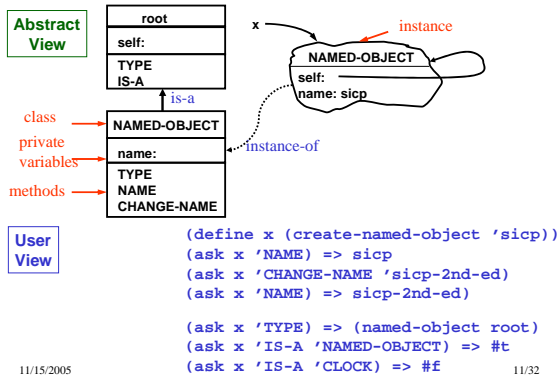 Abstract
View
root
self:
TYPE
IS-A
is-a
class
NAMED-OBJECT
private
variables
name:
methods
TYPE
NAME
CHANGE-NAME
x
instance
NAMED-OBJECT
self:
name: sicp
instance-of
User
View
(define x (create-named-object 'sicp))
(ask x 'NAME) => sicp
(ask x 'CHANGE-NAME 'sicp-2nd-ed)
(ask x 'NAME) => sicp-2nd-ed)
(ask x 'TYPE) => (named-object root)
(ask x 'IS-A 'NAMED-OBJECT) => #t
(ask x 'IS-A 'CLOCK) => #f
11/15/2005
11/32